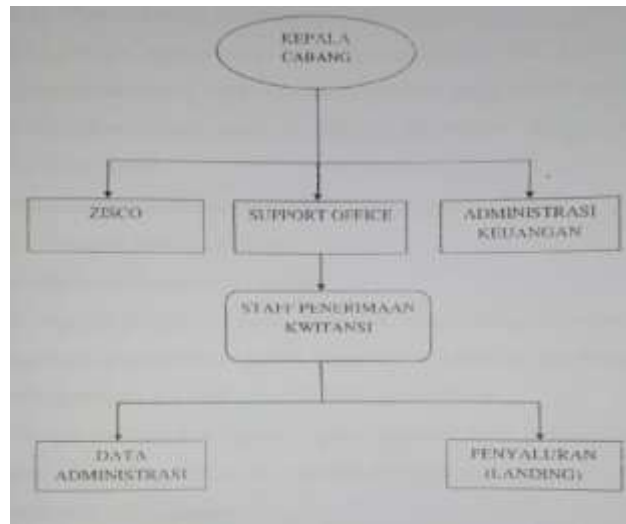 KEPALA
CABANG
ZISCO
SUPPORT OFFICE
ADMINISTRASI
KEUANGAN
STAFF PENERIMAAN
KWITANSI
DATA
ADMINISTRASI
PENYALURAN
(LANDING)